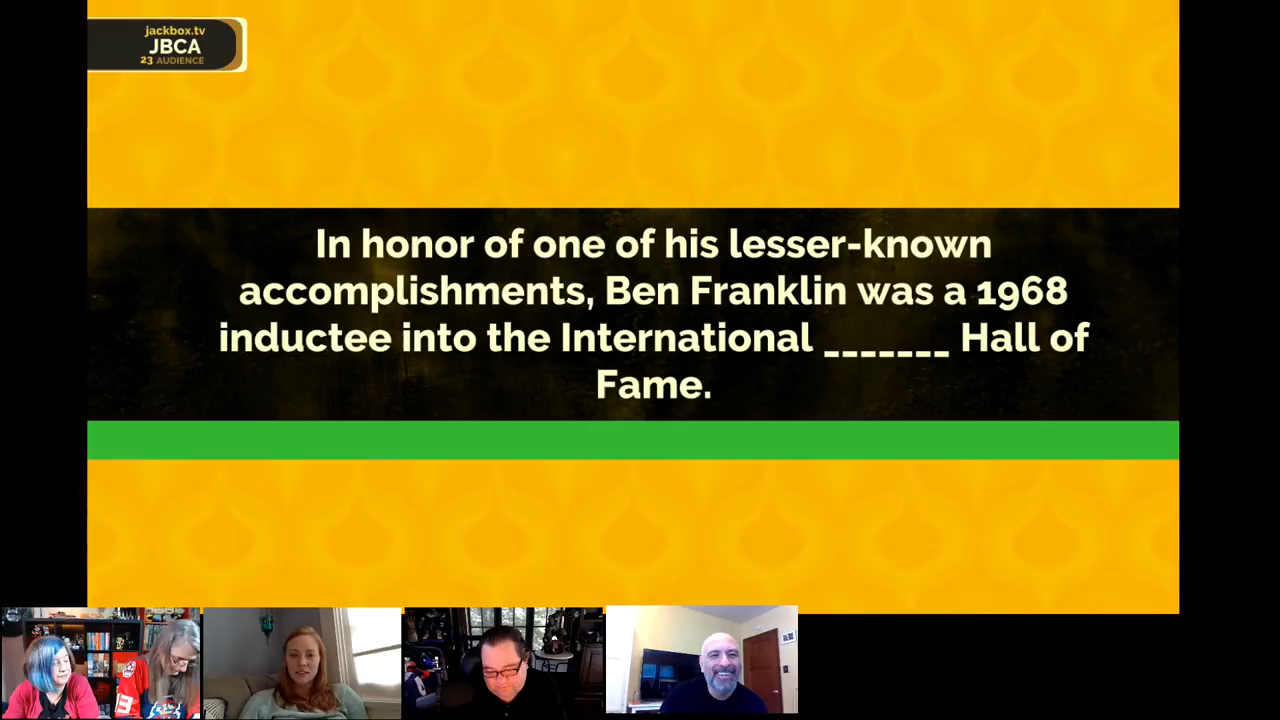 jackbox.tv
JBCA
23 AUDIENCE
In honor of one of his lesser-known
accomplishments, Ben Franklin was a 1968
inductee into the International _______ Hall of
Fame.